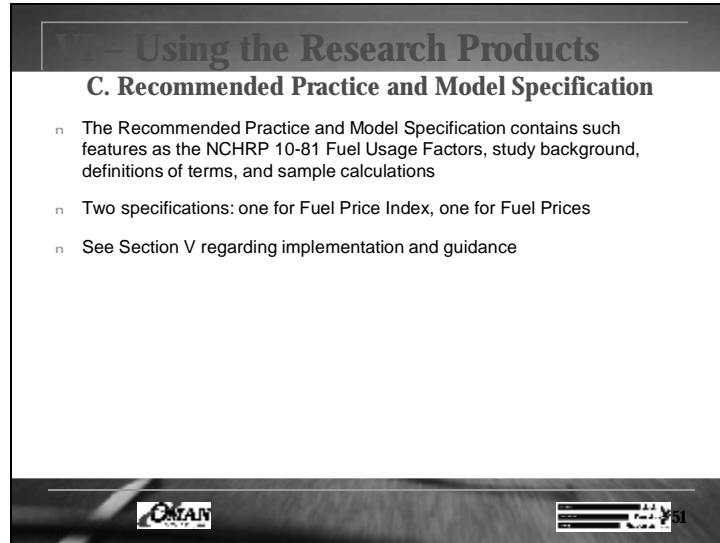 – Using the Research Products
C. Recommended Practice and Model Specification
n The Recommended Practice and Model Specification contains such
features as the NCHRP 10-81 Fuel Usage Factors, study background,
definitions of terms, and sample calculations
n Two specifications: one for Fuel Price Index, one for Fuel Prices
n See Section V regarding implementation and guidance
OMAN
51